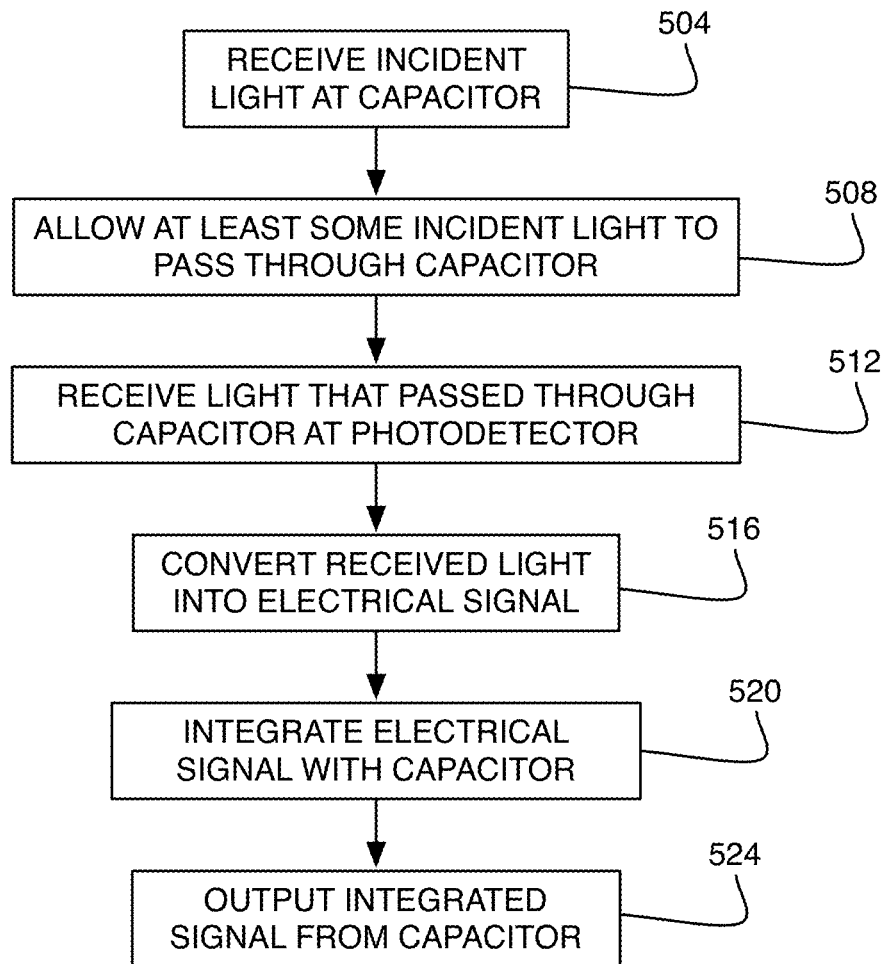 504
RECEIVE INCIDENT
LIGHT AT CAPACITOR
508
ALLOW AT LEAST SOME INCIDENT LIGHT TO
PASS THROUGH CAPACITOR
512
RECEIVE LIGHT THAT PASSED THROUGH
CAPACITOR AT PHOTODETECTOR
516
CONVERT RECEIVED LIGHT
INTO ELECTRICAL SIGNAL
520
INTEGRATE ELECTRICAL
SIGNAL WITH CAPACITOR
524
OUTPUT INTEGRATED
SIGNAL FROM CAPACITOR